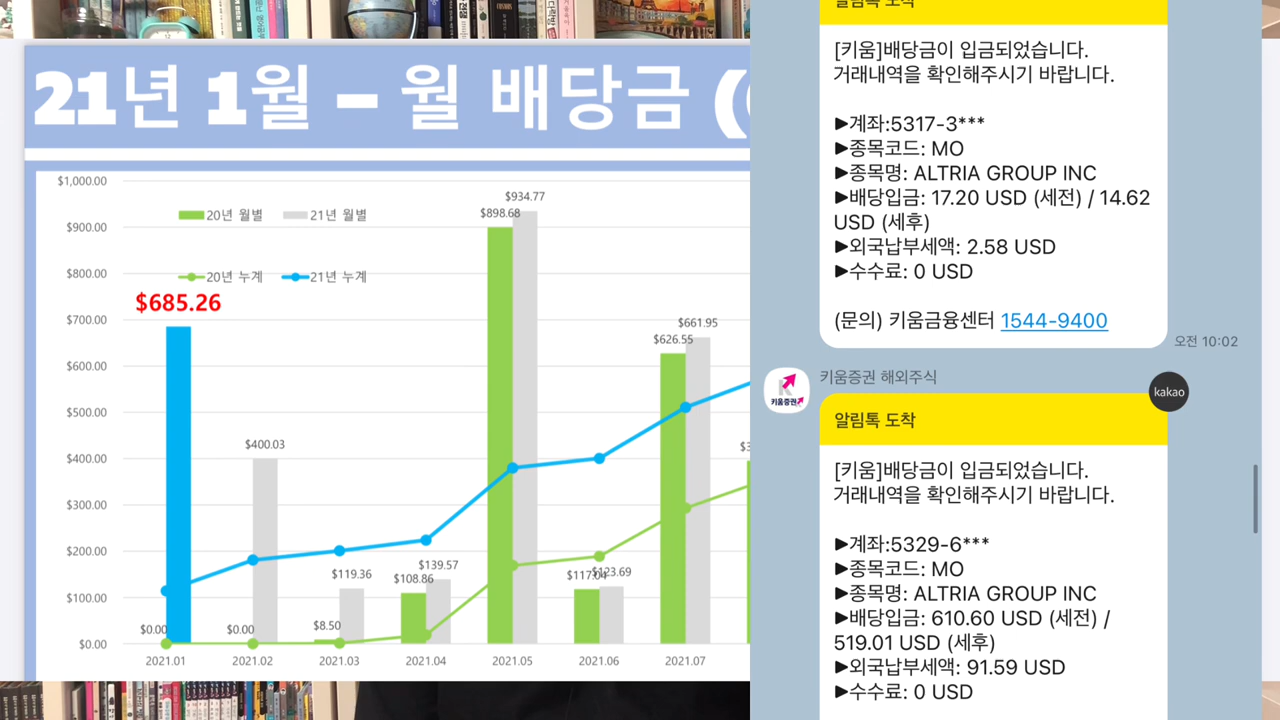 21년 1월 – 월 배당금 (
$1,000.00
$900.00
$800.00
$700.00
$600.00
$500.00
$400.00
$300.00
$200.00
$100.00
$0.00
20년 월별
21년 월별
20년 누계
21년 누계
$685.26
$0.00
$400.03
$0.00
$119.36
$8.50
$139.57
$108.86
$934.77
$898.68
$117.04
$123.69
$661.95
$626.55
2021.01
2021.02
2021.03
2021.04
2021.05
2021.06
2021.07
알림톡 도착
[키움]배당금이 입금되었습니다.
거래내역을 확인해주시기 바랍니다.
▶계좌:5317-3***
▶종목코드: MO
▶종목명: ALTRIA GROUP INC
▶배당입금: 17.20 USD (세전) / 14.62
USD (세후)
▶외국납부세액: 2.58 USD
▶수수료: 0 USD
(문의) 키움금융센터 1544-9400
오전 10:02
키움증권
키움증권 해외주식
kakao
알림톡 도착
[키움]배당금이 입금되었습니다.
거래내역을 확인해주시기 바랍니다.
▶계좌:5329-6***
▶종목코드: MO
▶종목명: ALTRIA GROUP INC
▶배당입금: 610.60 USD (세전) /
519.01 USD (세후)
▶외국납부세액: 91.59 USD
▶수수료: 0 USD